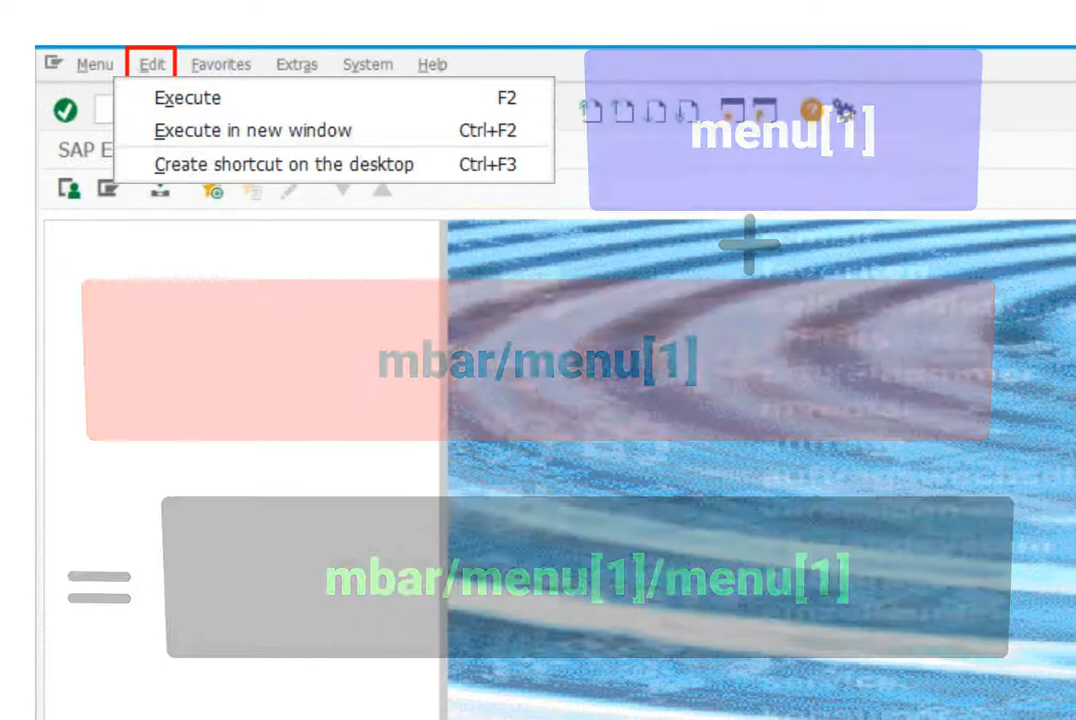 Menu Edit Favorites Extras System Help
Execute F2
Execute in new window Ctrl+F2
Create shortcut on the desktop Ctrl+F3
SAP E
menu[1]
+
mbar/menu[1]
=
mbar/menu[1]/menu[1]